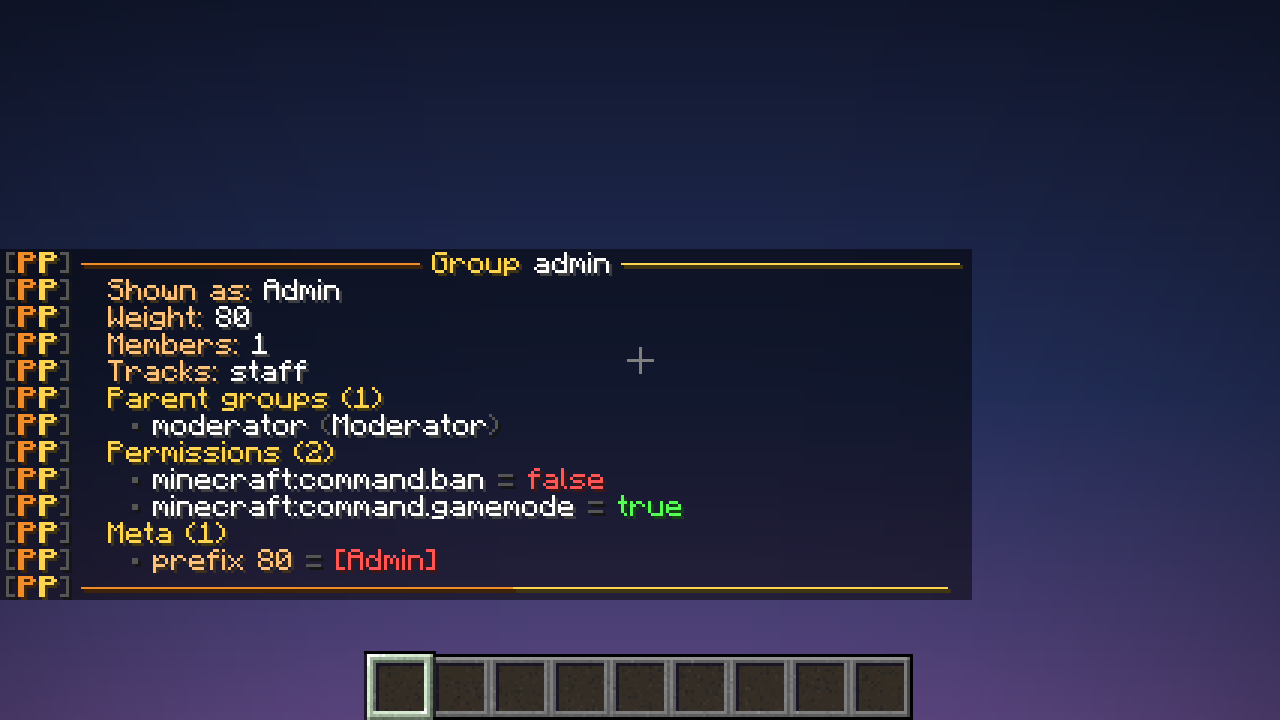 [PP] Group admin
[PP] Shown as: Admin
[PP] Weight: 80
[PP] Members: 1
[PP] Tracks: staff
[PP] Parent groups (1)
[PP] ▪ moderator (Moderator)
[PP] Permissions (2)
[PP] ▪ minecraft:command.ban = false
[PP] ▪ minecraft:command.gamemode = true
[PP] Meta (1)
[PP] ▪ prefix 80 = [Admin]
[PP]